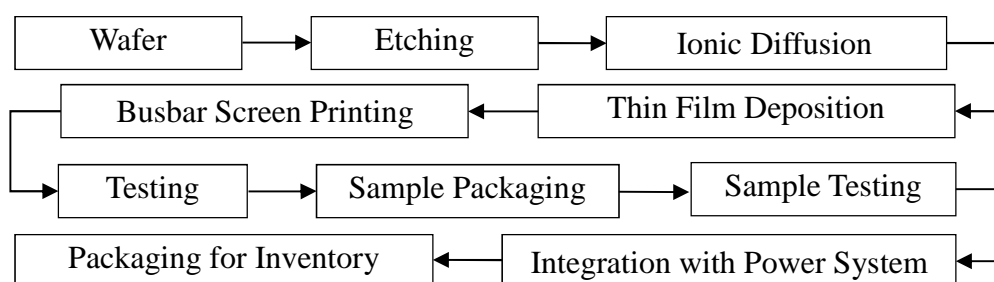 Wafer
Etching
Ionic Diffusion
Busbar Screen Printing
Thin Film Deposition
Testing
Sample Packaging
Sample Testing
Packaging for Inventory
Integration with Power System